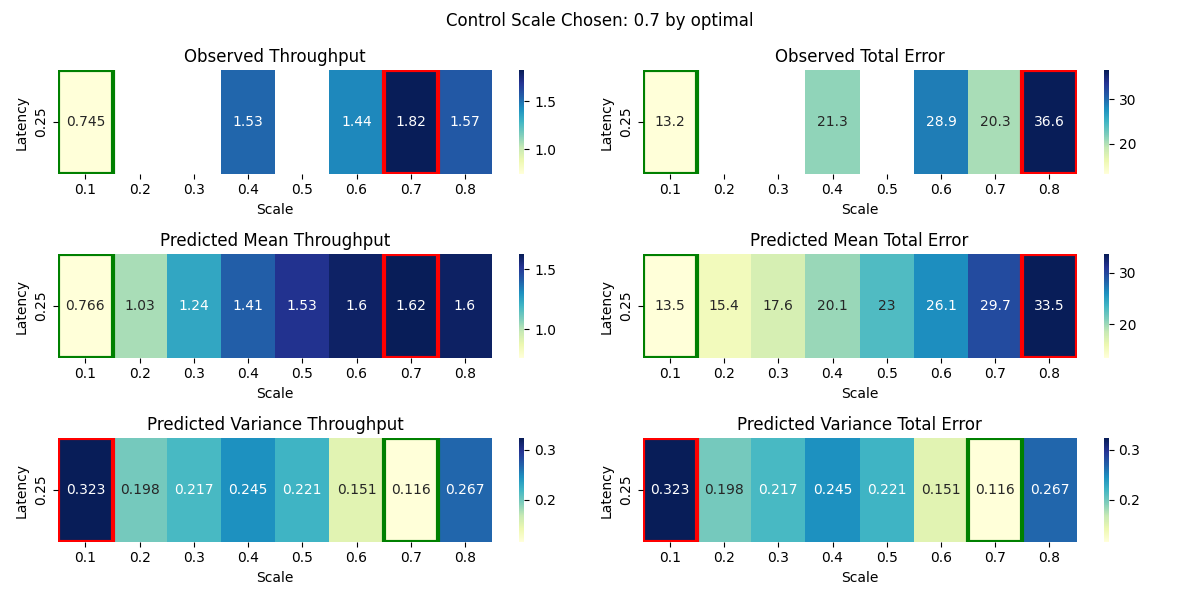 Control Scale Chosen: 0.7 by optimal
Observed Throughput
Latency
0.25
0.745
1.53
1.44
1.82
1.57
0.1 0.2 0.3 0.4 0.5 0.6 0.7 0.8
Scale
1.5
1.0
Observed Total Error
Latency
0.25
13.2
21.3
28.9
20.3
36.6
0.1 0.2 0.3 0.4 0.5 0.6 0.7 0.8
Scale
30
20
Predicted Mean Throughput
Latency
0.25
0.766 1.03 1.24 1.41 1.53 1.6 1.62 1.6
0.1 0.2 0.3 0.4 0.5 0.6 0.7 0.8
Scale
1.5
1.0
Predicted Mean Total Error
Latency
0.25
13.5 15.4 17.6 20.1 23 26.1 29.7 33.5
0.1 0.2 0.3 0.4 0.5 0.6 0.7 0.8
Scale
30
20
Predicted Variance Throughput
Latency
0.25
0.323 0.198 0.217 0.245 0.221 0.151 0.116 0.267
0.1 0.2 0.3 0.4 0.5 0.6 0.7 0.8
Scale
0.3
0.2
Predicted Variance Total Error
Latency
0.25
0.323 0.198 0.217 0.245 0.221 0.151 0.116 0.267
0.1 0.2 0.3 0.4 0.5 0.6 0.7 0.8
Scale
0.3
0.2